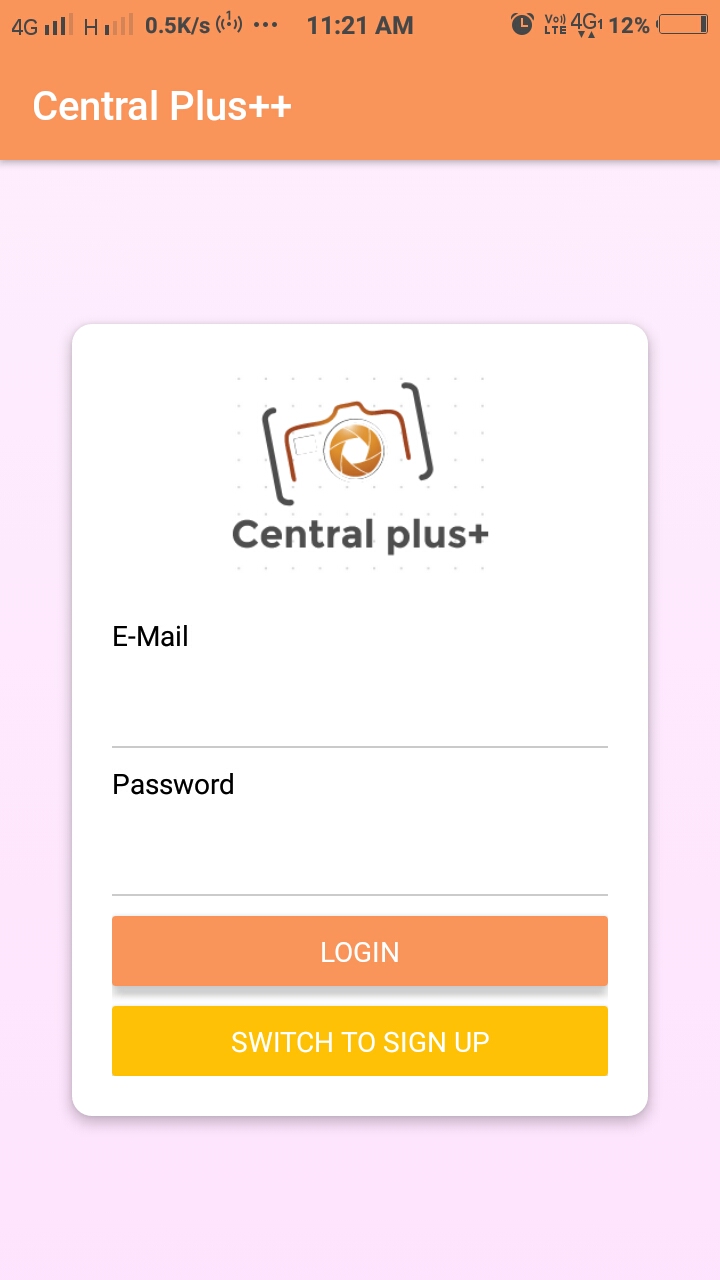 4G H 0.5K/s 1 ••• 11:21 AM Vo)) LTE 4G1 12%
Central Plus++
Central plus+
E-Mail
Password
LOGIN
SWITCH TO SIGN UP